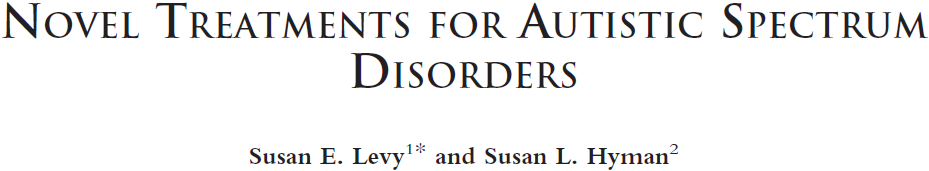 NOVEL TREATMENTS FOR AUTISTIC SPECTRUM
DISORDERS
Susan E. Levy¹* and Susan L. Hyman²